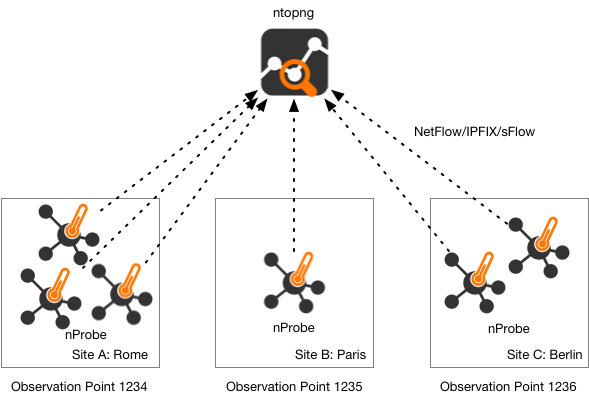 ntopng
NetFlow/IPFIX/sFlow
nProbe
Site A: Rome
nProbe
Site B: Paris
nProbe
Site C: Berlin
Observation Point 1234
Observation Point 1235
Observation Point 1236